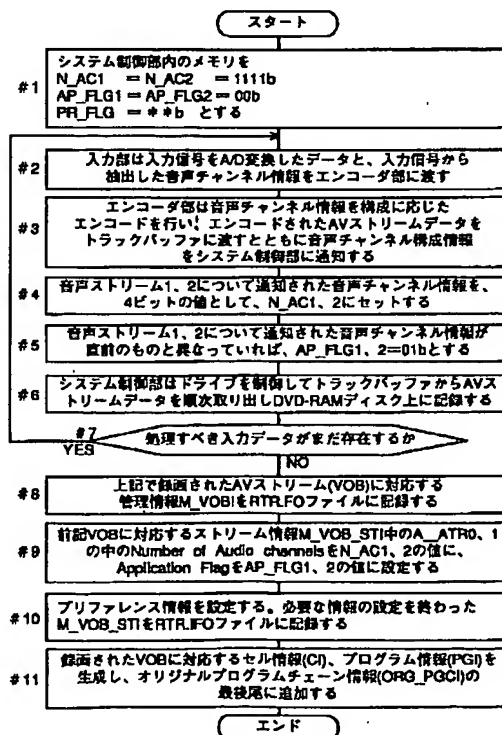 スタート
#1
システム制御部内のメモリを
N_AC1 =N_AC2 =1111b
AP_FLG1=AP_FLG2=00b
PR_FLG =**b とする
#2
入力部は入力信号をA/D変換したデータと、入力信号から
抽出した音声チャンネル情報をエンコーダ部に渡す
#3
エンコーダ部は音声チャンネル情報を構成に応じた
エンコードを行い、エンコードされたAVストリームデータを
トラックバッファに渡すとともに音声チャンネル構成情報
をシステム制御部に通知する
#4
音声ストリーム1、2について通知された音声チャンネル情報を、
4ビットの値として、N_AC1、2にセットする
#5
音声ストリーム1、2について通知された音声チャンネル情報が
直前のものと異なっていれば、AP_FLG1、2=01bとする
#6
システム制御部はドライブを制御してトラックバッファからAVス
トリームデータを順次取り出しDVD-RAMディスク上に記録する
#7
YES
処理すべき入力データがまだ存在するか
NO
#8
上記で録画されたAVストリーム(VOB)に対応する
管理情報M_VOBIをRTR.IFOファイルに記録する
#9
前記VOBに対応するストリーム情報M_VOB_STI中のA_ATR0、1
の中のNumber of Audio channelsをN_AC1、2の値に、
Application FlagをAP_FLG1、2の値に設定する
#10
プリファレンス情報を設定する。必要な情報の設定を終わった
M_VOB_STIをRTR.IFOファイルに記録する
#11
録画されたVOBに対応するセル情報(CI)、プログラム情報(PGI)を
生成し、オリジナルプログラムチェーン情報(ORG_PGCI)の
最後尾に追加する
エンド